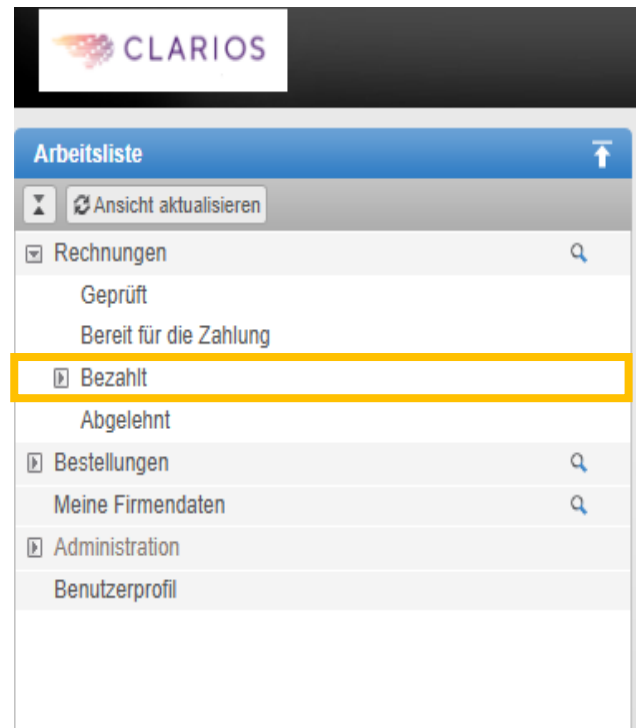 CLARIOS
Arbeitsliste
Ansicht aktualisieren
Rechnungen
Geprüft
Bereit für die Zahlung
Bezahlt
Abgelehnt
Bestellungen
Meine Firmendaten
Administration
Benutzerprofil